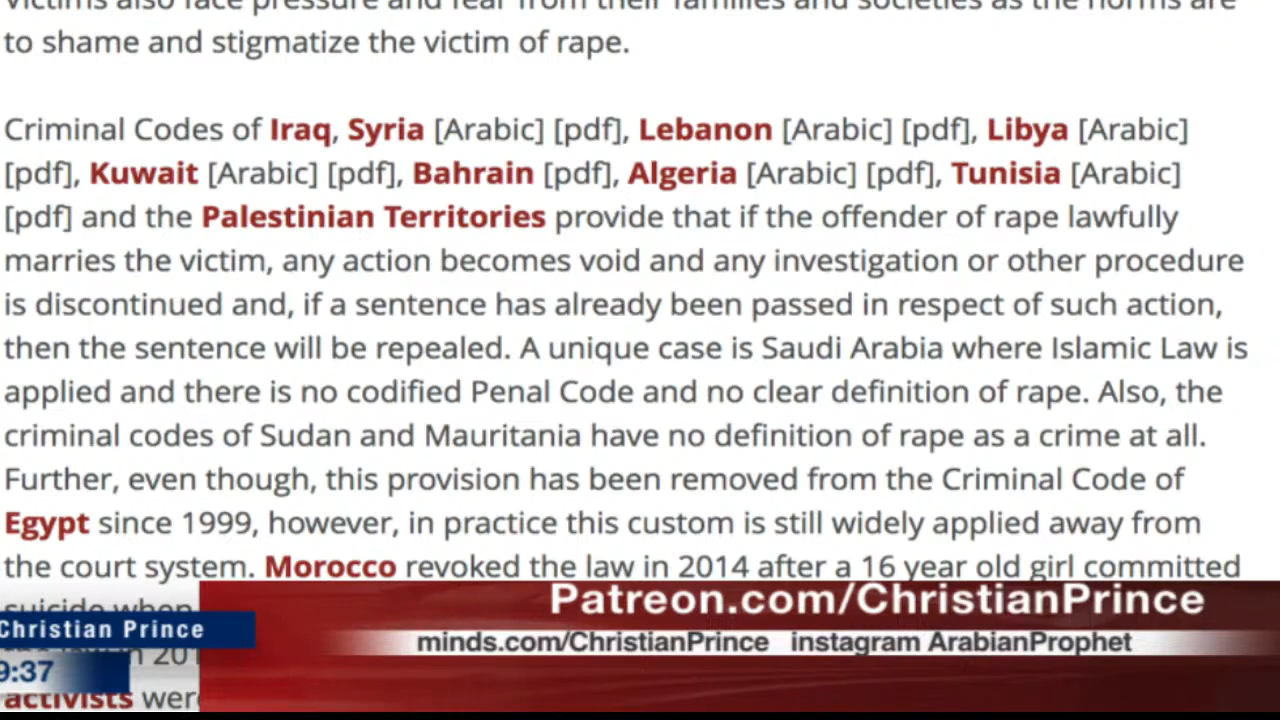 to shame and stigmatize the victim of rape.
Criminal Codes of Iraq, Syria [Arabic] [pdf], Lebanon [Arabic] [pdf], Libya [Arabic]
[pdf], Kuwait [Arabic] [pdf], Bahrain [pdf], Algeria [Arabic] [pdf], Tunisia [Arabic]
[pdf] and the Palestinian Territories provide that if the offender of rape lawfully
marries the victim, any action becomes void and any investigation or other procedure
is discontinued and, if a sentence has already been passed in respect of such action,
then the sentence will be repealed. A unique case is Saudi Arabia where Islamic Law is
applied and there is no codified Penal Code and no clear definition of rape. Also, the
criminal codes of Sudan and Mauritania have no definition of rape as a crime at all.
Further, even though, this provision has been removed from the Criminal Code of
Egypt since 1999, however, in practice this custom is still widely applied away from
the court system. Morocco revoked the law in 2014 after a 16 year old girl committed
Patreon.com/ChristianPrince
Christian Prince
minds.com/ChristianPrince instagram ArabianProphet
9:37
activists